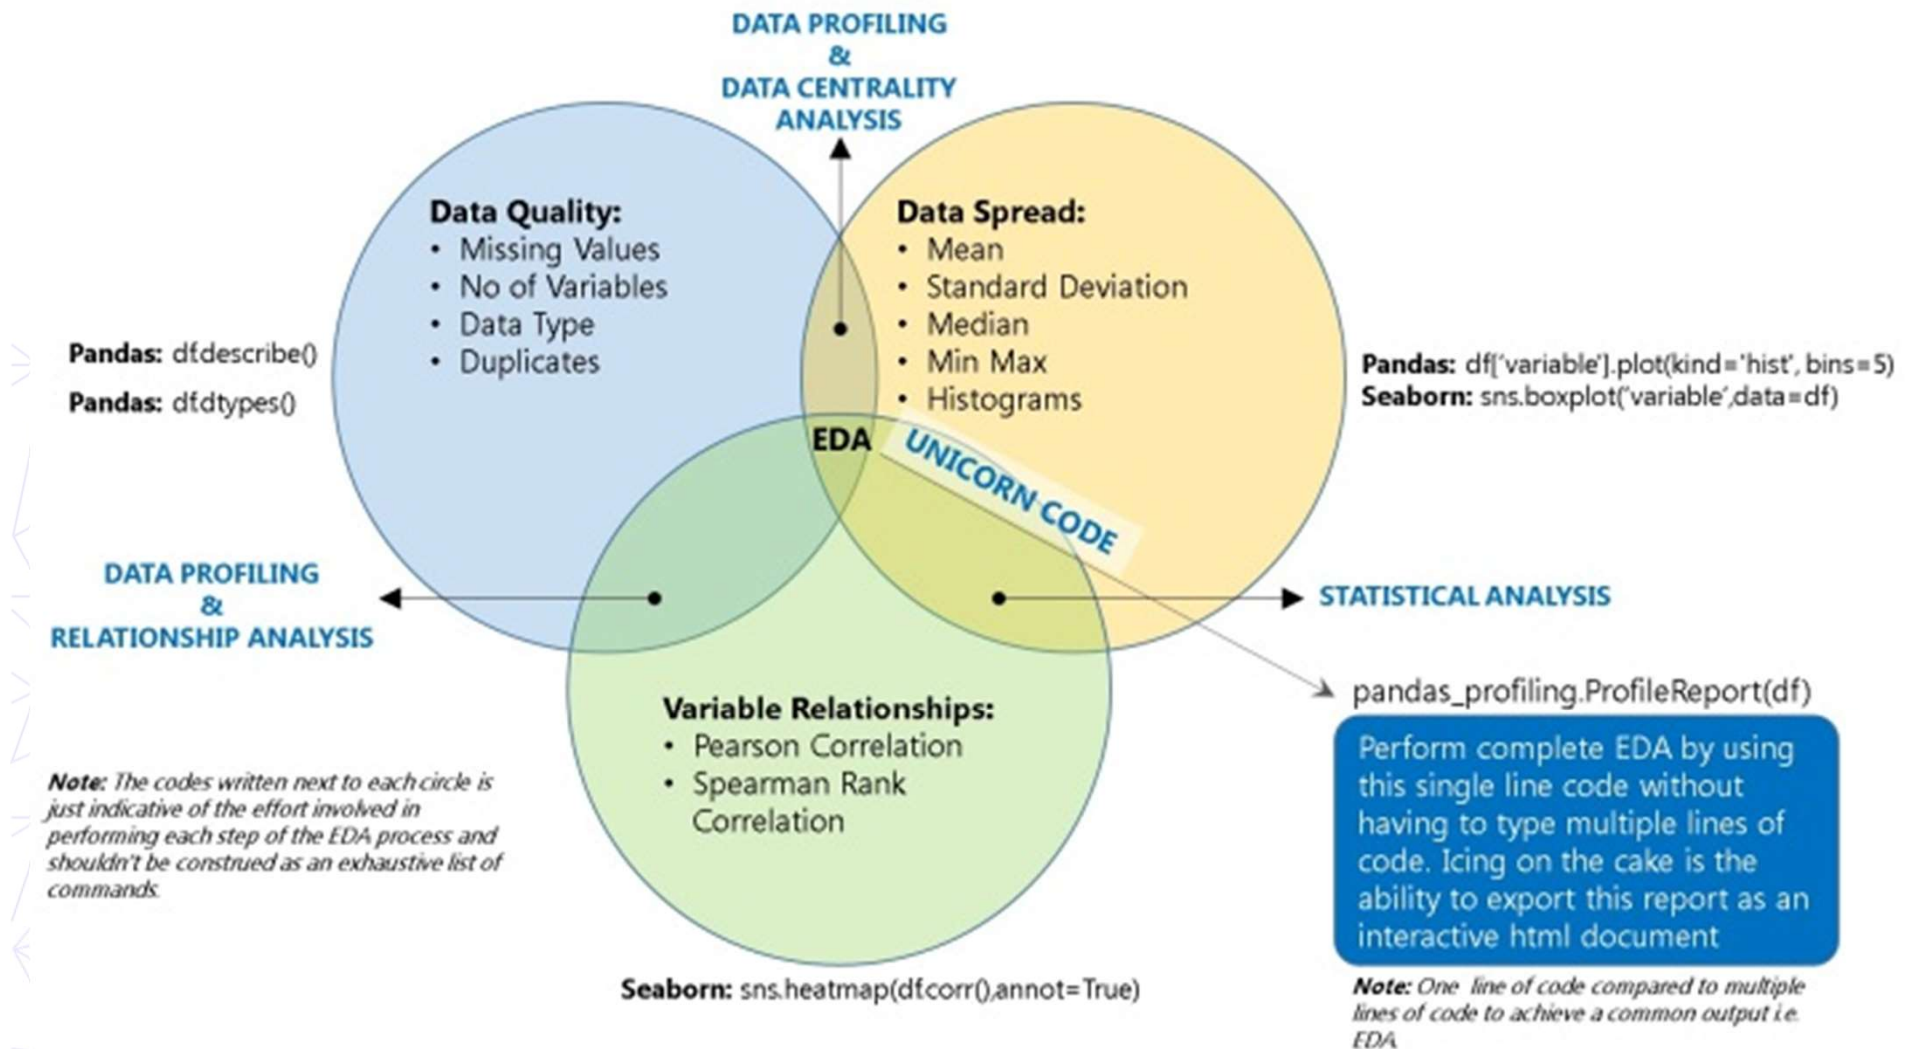 DATA PROFILING
&
DATA CENTRALITY
ANALYSIS
Data Quality:
• Missing Values
• No of Variables
• Data Type
• Duplicates
Data Spread:
• Mean
• Standard Deviation
• Median
• Min Max
• Histograms
Pandas: df.describe()
Pandas: df.dtypes()
Pandas: df['variable'].plot(kind='hist', bins=5)
Seaborn: sns.boxplot('variable',data=df)
EDA
UNICORN CODE
DATA PROFILING
&
RELATIONSHIP ANALYSIS
STATISTICAL ANALYSIS
Variable Relationships:
• Pearson Correlation
• Spearman Rank
Correlation
pandas_profiling.ProfileReport(df)
Perform complete EDA by using
this single line code without
having to type multiple lines of
code. Icing on the cake is the
ability to export this report as an
interactive html document
Note: The codes written next to each circle is
just indicative of the effort involved in
performing each step of the EDA process and
shouldn't be construed as an exhaustive list of
commands.
Seaborn: sns.heatmap(df.corr(),annot=True)
Note: One line of code compared to multiple
lines of code to achieve a common output i.e.
EDA